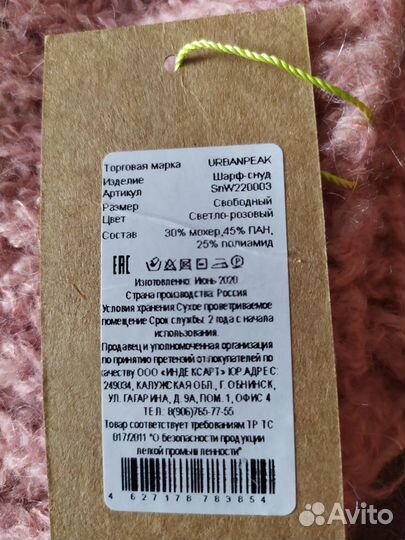 Торговая марка URBANPEAK
Изделие Шарф-снуд
Артикул SnW220003
Размер Свободный
Цвет Светло-розовый
Состав 30% мохер,45% ПАН,
25% полиамид
ЕАС
Изготовлено: Июнь 2020
Страна производства: Россия
Условия хранения Сухое проветриваемое
помещение Срок службы: 2 года с начала
использования.
Продавец и уполномоченная организация
по принятию претензий от покупателей по
качеству ООО «ИНДЕКСАРТ» ЮР.АДРЕС:
249034, КАЛУЖСКАЯ ОБЛ., Г. ОБНИНСК,
УЛ. ГАГАРИНА, Д. 9А, ПОМ. 1, ОФИС 4
ТЕЛ.: 8(906)765-77-55
Товар соответствует требованиям ТР ТС
017/2011 "О безопасности продукции
легкой промышленности"
4 627178 783854
Avito